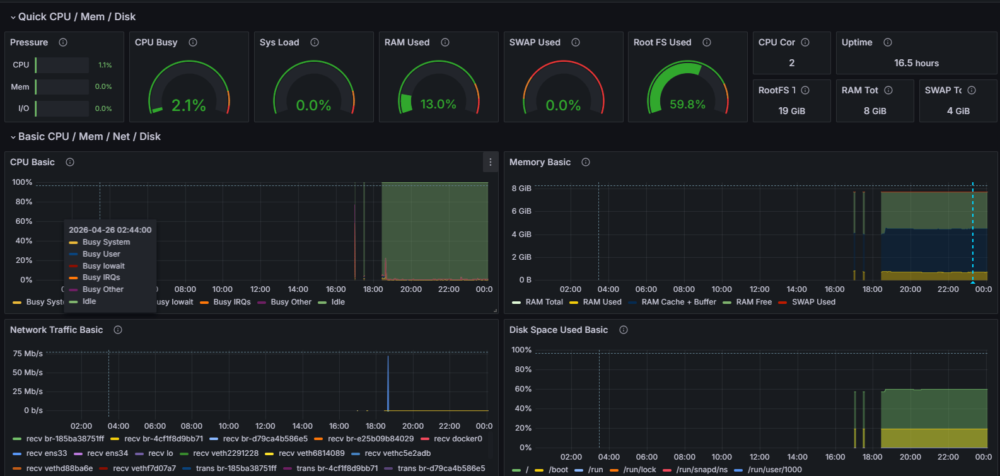 Quick CPU / Mem / Disk
Pressure
CPU 1.1%
Mem 0.0%
I/O 0.0%
CPU Busy
2.1%
Sys Load
0.0%
RAM Used
13.0%
SWAP Used
0.0%
Root FS Used
59.8%
CPU Cor
2
Uptime
16.5 hours
RootFS T
19 GiB
RAM Tot
8 GiB
SWAP To
4 GiB
Basic CPU / Mem / Net / Disk
CPU Basic
100%
80%
60%
40%
20%
0%
2026-04-26 02:44:00
Busy System
Busy User
Busy Iowait
Busy IRQs
Busy Other
Idle
08:00 10:00 12:00 14:00 16:00 18:00 20:00 22:00 00:0
Busy Syst usy Iowait Busy IRQs Busy Other Idle
Memory Basic
8 GiB
6 GiB
4 GiB
2 GiB
0 B
02:00 04:00 06:00 08:00 10:00 12:00 14:00 16:00 18:00 20:00 22:00 00:0
RAM Total RAM Used RAM Cache + Buffer RAM Free SWAP Used
Network Traffic Basic
75 Mb/s
50 Mb/s
25 Mb/s
0 b/s
02:00 04:00 06:00 08:00 10:00 12:00 14:00 16:00 18:00 20:00 22:00 00:0
recv br-185ba38751ff recv br-4cf1f8d9bb71 recv br-d79ca4b586e5 recv br-e25b09b84029 recv docker0
recv ens33 recv ens34 recv lo recv veth2291228 recv veth6814089 recv vethc5e2adb
recv vethd88ba6e recv vethf7d07a7 trans br-185ba38751ff trans br-4cf1f8d9bb71 trans br-d79ca4b586e5
Disk Space Used Basic
100%
80%
60%
40%
20%
0%
02:00 04:00 06:00 08:00 10:00 12:00 14:00 16:00 18:00 20:00 22:00 00:0
/ /boot /run /run/lock /run/snapd/ns /run/user/1000